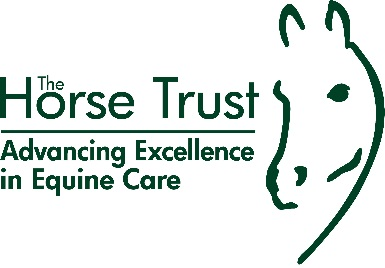 The
Horse Trust
Advancing Excellence
in Equine Care